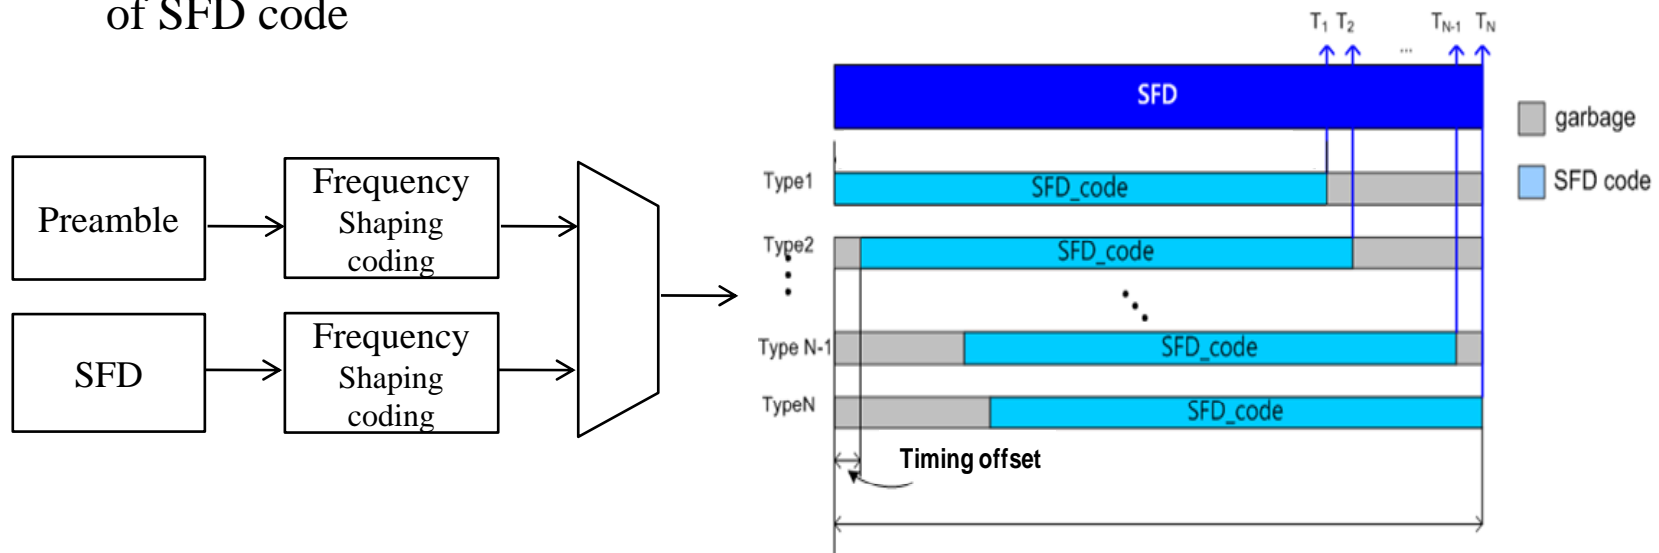 of SFD code
T1 T2 ... TN-1 TN
SFD
garbage
SFD code
Preamble
Frequency
Shaping
coding
SFD
Frequency
Shaping
coding
Type1
SFD_code
Type2
SFD_code
Type N-1
SFD_code
TypeN
SFD_code
Timing offset